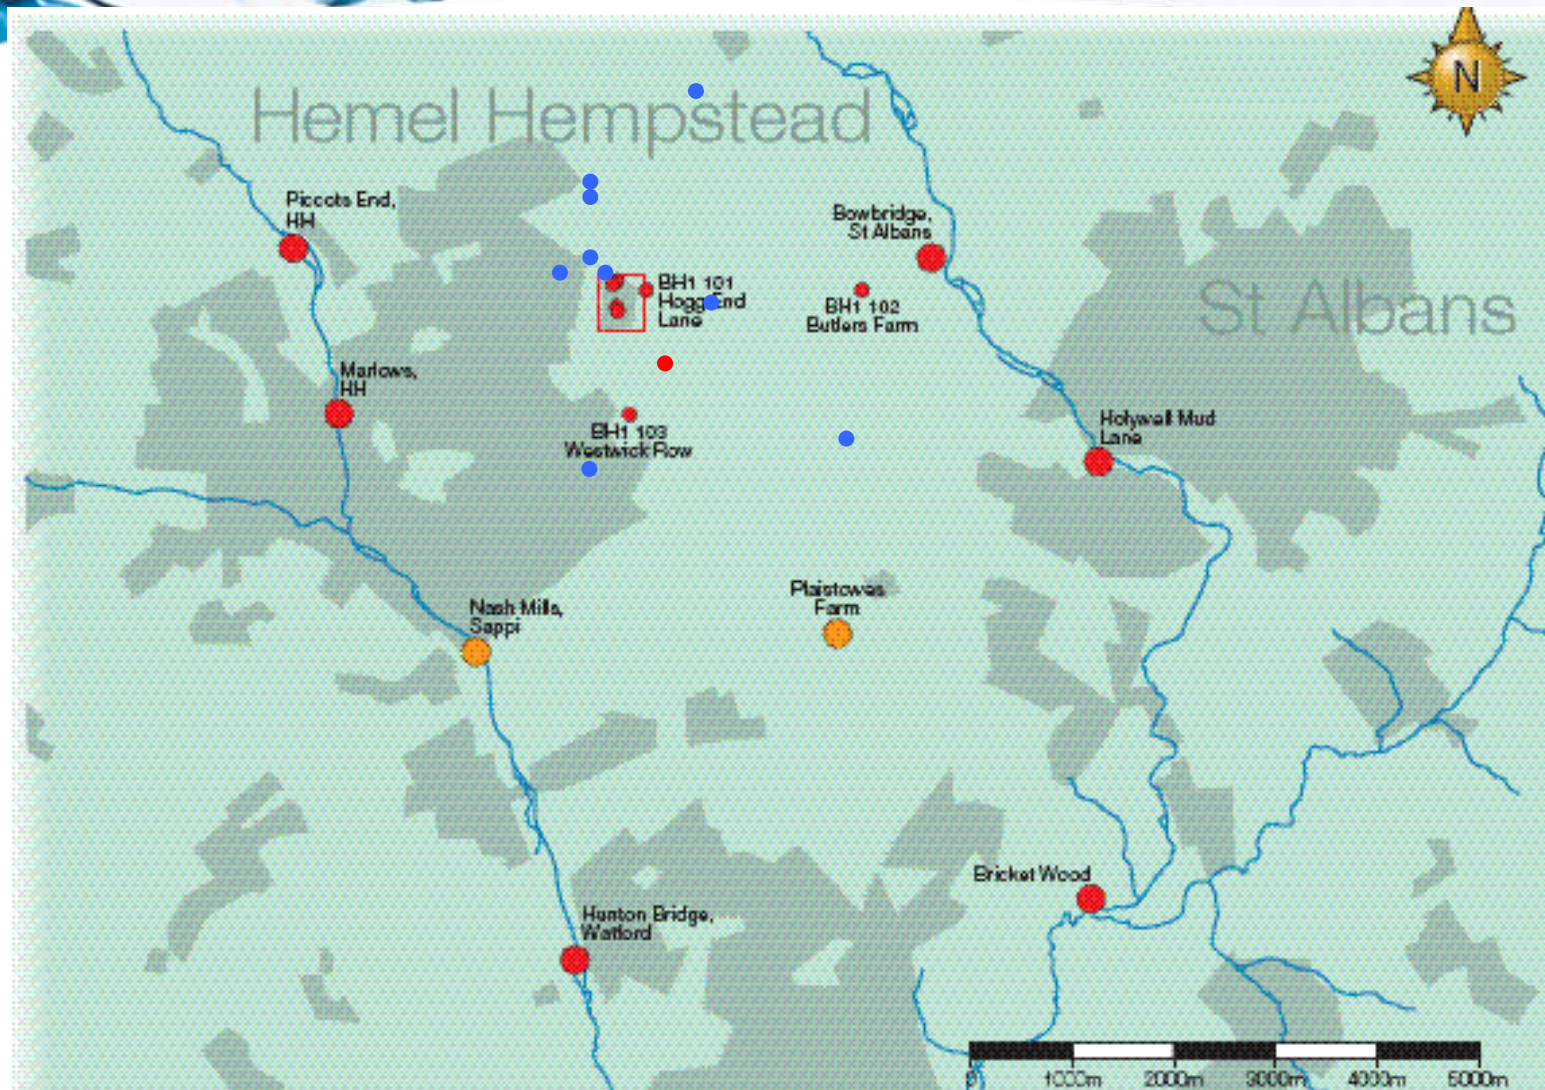 N
Hemel Hempstead
Piccots End,
HH
Bowbridge,
St Albans
BH1 101
Hogg End
Lane
BH1 102
Butlers Farm
St Albans
Marlows,
HH
BH1 103
Westwick Row
Holywell Mud
Lane
Plaistowes
Farm
Nash Mills,
Sappi
Bricket Wood
Hunton Bridge,
Watford
0 1000m 2000m 3000m 4000m 5000m